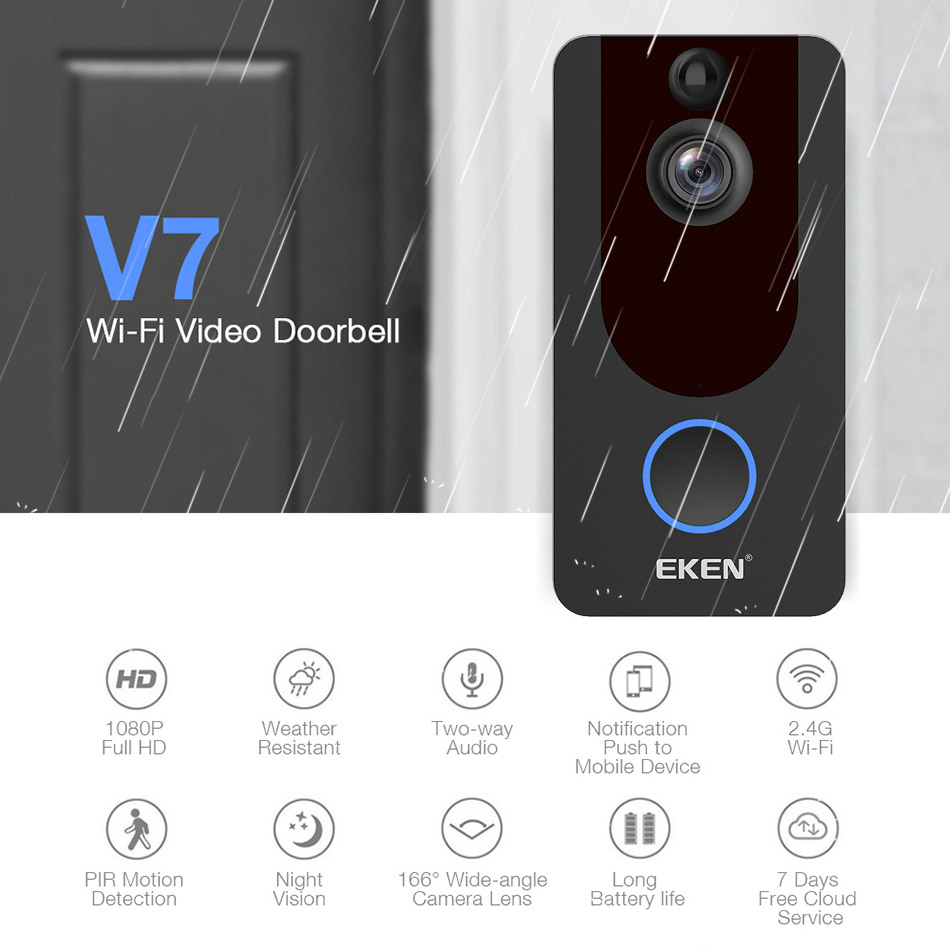 V7
Wi-Fi Video Doorbell
EKEN®
HD
1080P
Full HD
Weather
Resistant
Two-way
Audio
Notification
Push to
Mobile Device
2.4G
Wi-Fi
PIR Motion
Detection
Night
Vision
166° Wide-angle
Camera Lens
Long
Battery life
7 Days
Free Cloud
Service